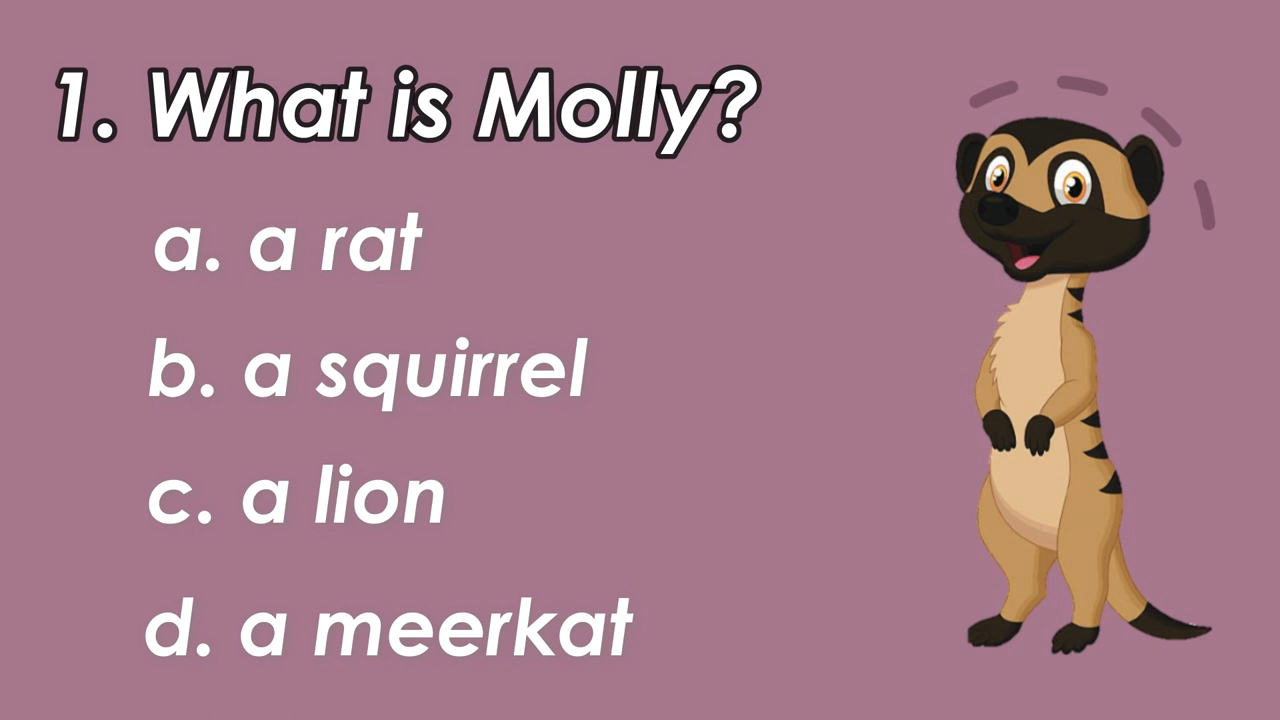 1. What is Molly?
a. a rat
b. a squirrel
c. a lion
d. a meerkat